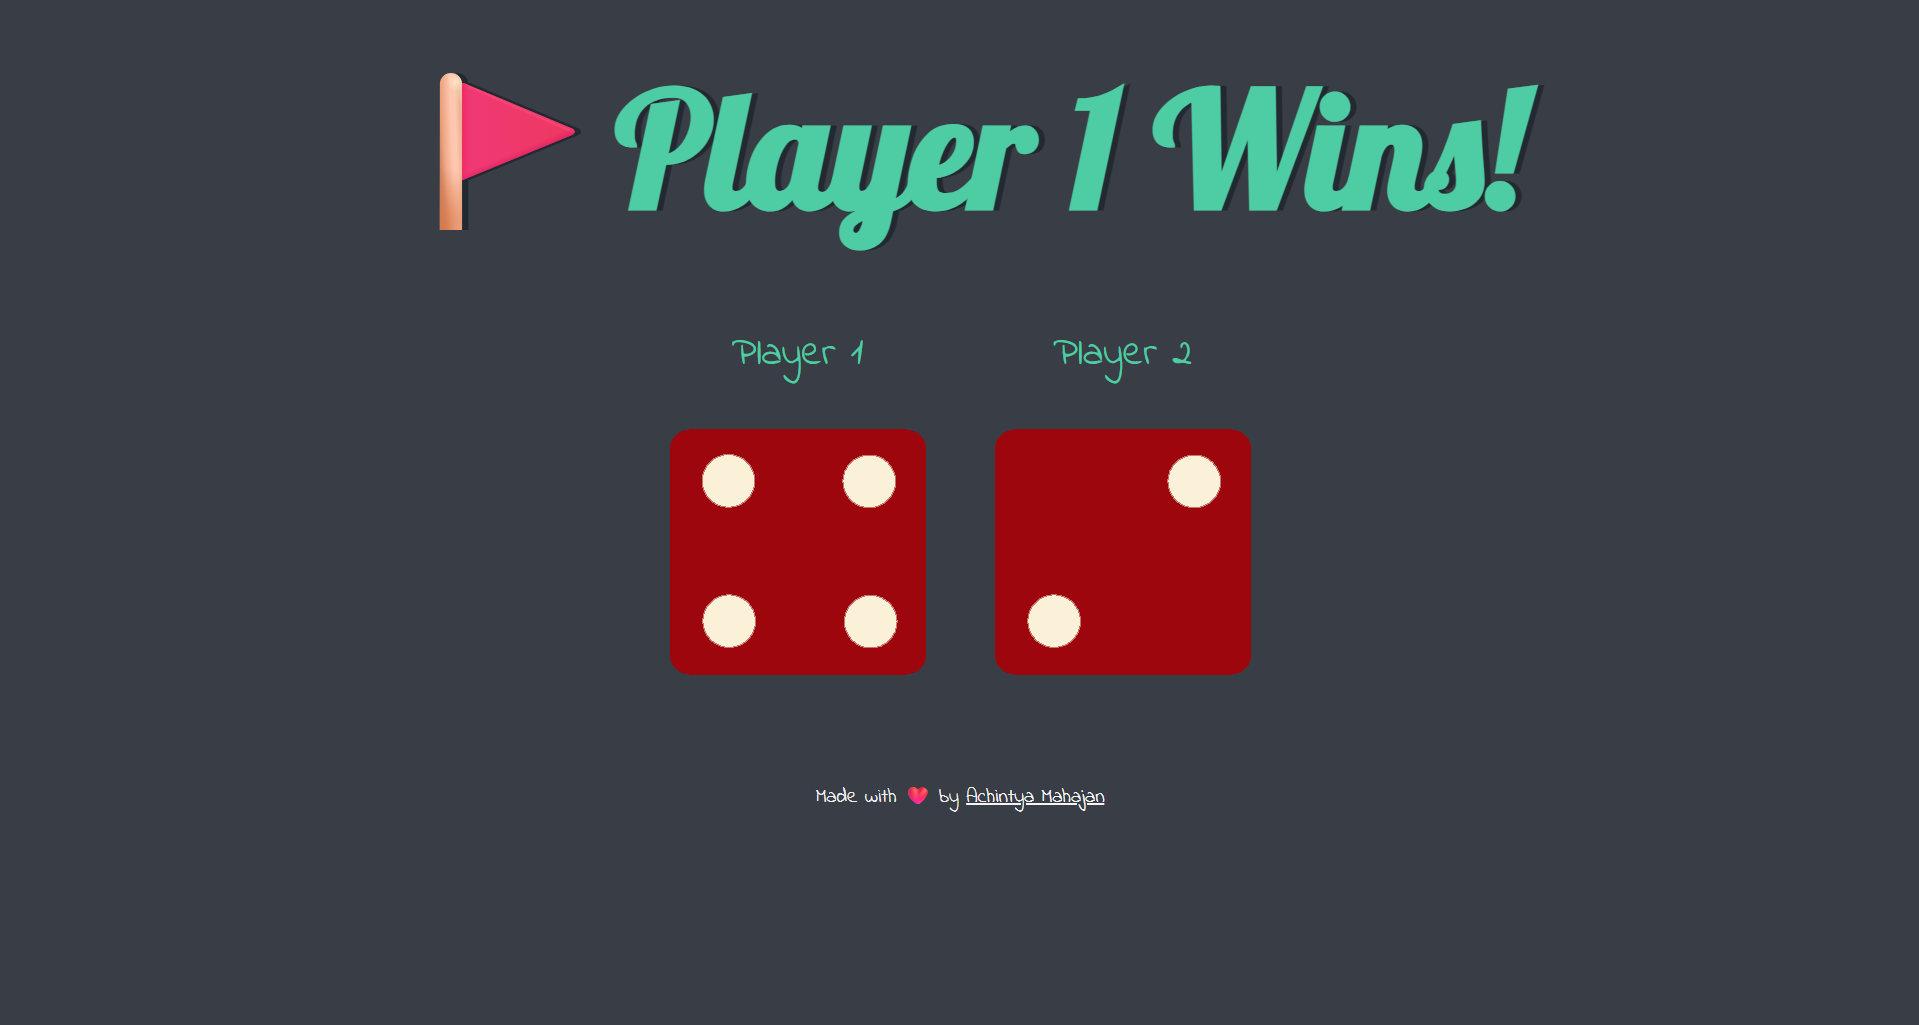 🚩 Player 1 Wins!
Player 1 Player 2
Made with ❤️ by Achintya Mahajan